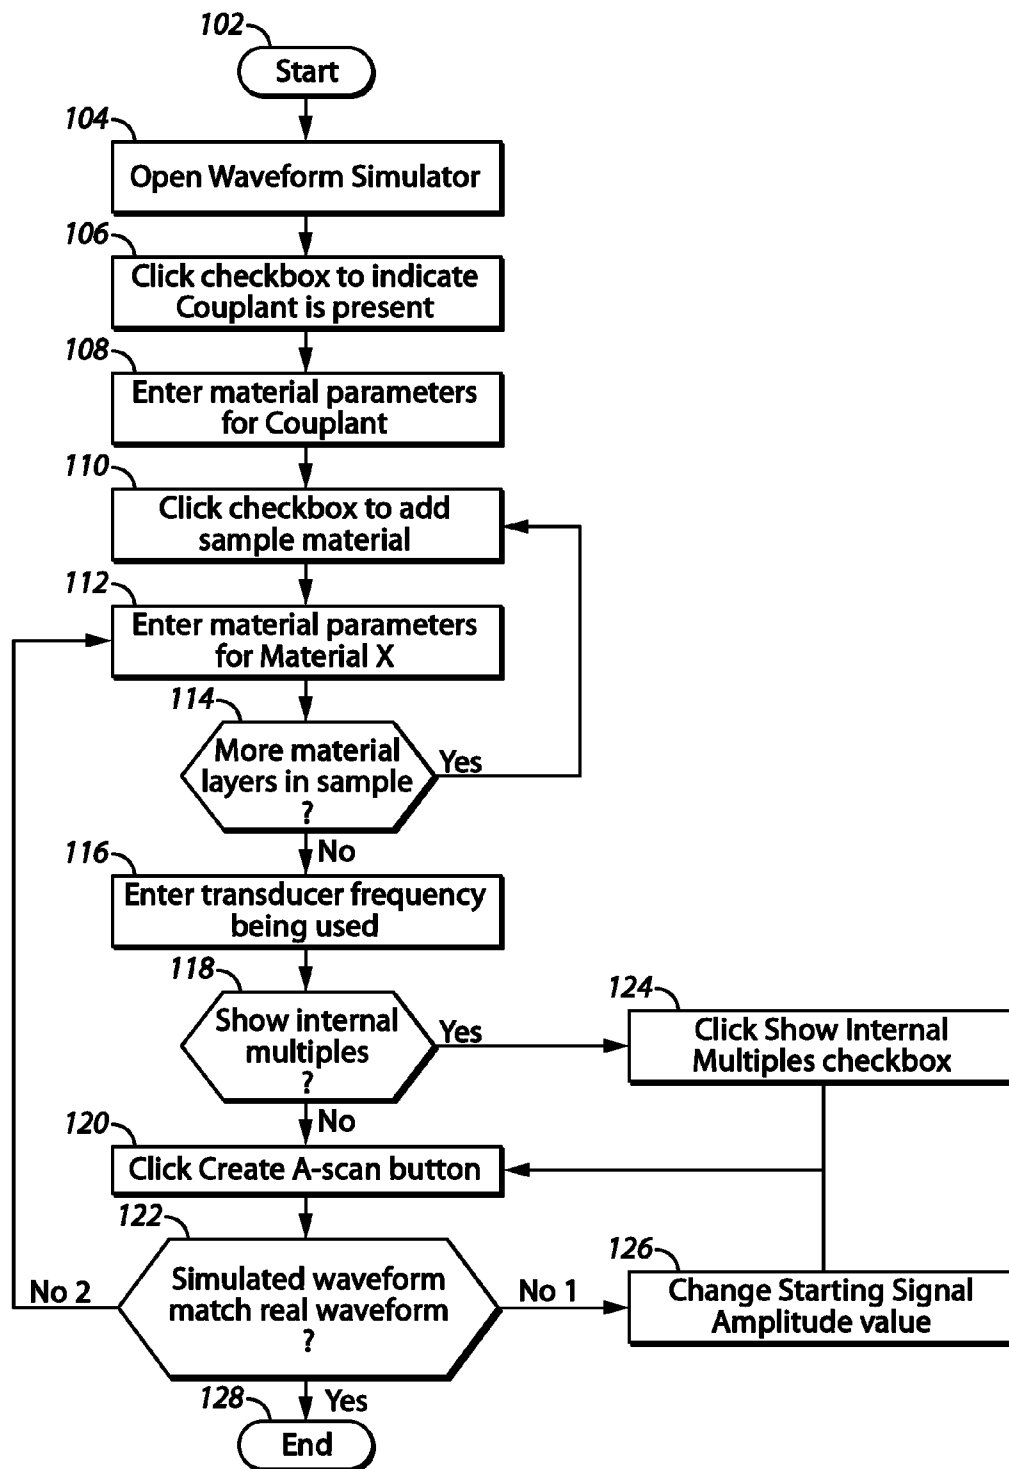 102
Start
104
Open Waveform Simulator
106
Click checkbox to indicate
Couplant is present
108
Enter material parameters
for Couplant
110
Click checkbox to add
sample material
112
Enter material parameters
for Material X
114
More material
layers in sample
?
Yes
No
116
Enter transducer frequency
being used
118
Show internal
multiples
?
Yes
No
124
Click Show Internal
Multiples checkbox
120
Click Create A-scan button
122
Simulated waveform
match real waveform
?
No 2
No 1
Yes
126
Change Starting Signal
Amplitude value
128
End